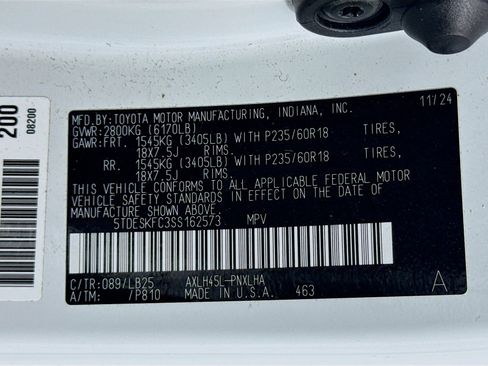 MFD.BY:TOYOTA MOTOR MANUFACTURING, INDIANA, INC. 11/24
GVWR:2800KG (6170LB)
GAWR:FRT. 1545KG (3405LB) WITH P235/60R18 TIRES,
18X7.5J RIMS.
RR. 1545KG (3405LB) WITH P235/60R18 TIRES,
18X7.5J RIMS.
THIS VEHICLE CONFORMS TO ALL APPLICABLE FEDERAL MOTOR
VEHICLE SAFETY STANDARDS IN EFFECT ON THE DATE OF
MANUFACTURE SHOWN ABOVE.
5TDESKFC3SS162573 MPV
C/TR:089/LB25 AXLH45L-PNXLHA
A/TM: /P810 MADE IN U.S.A. 463 A
200
08200